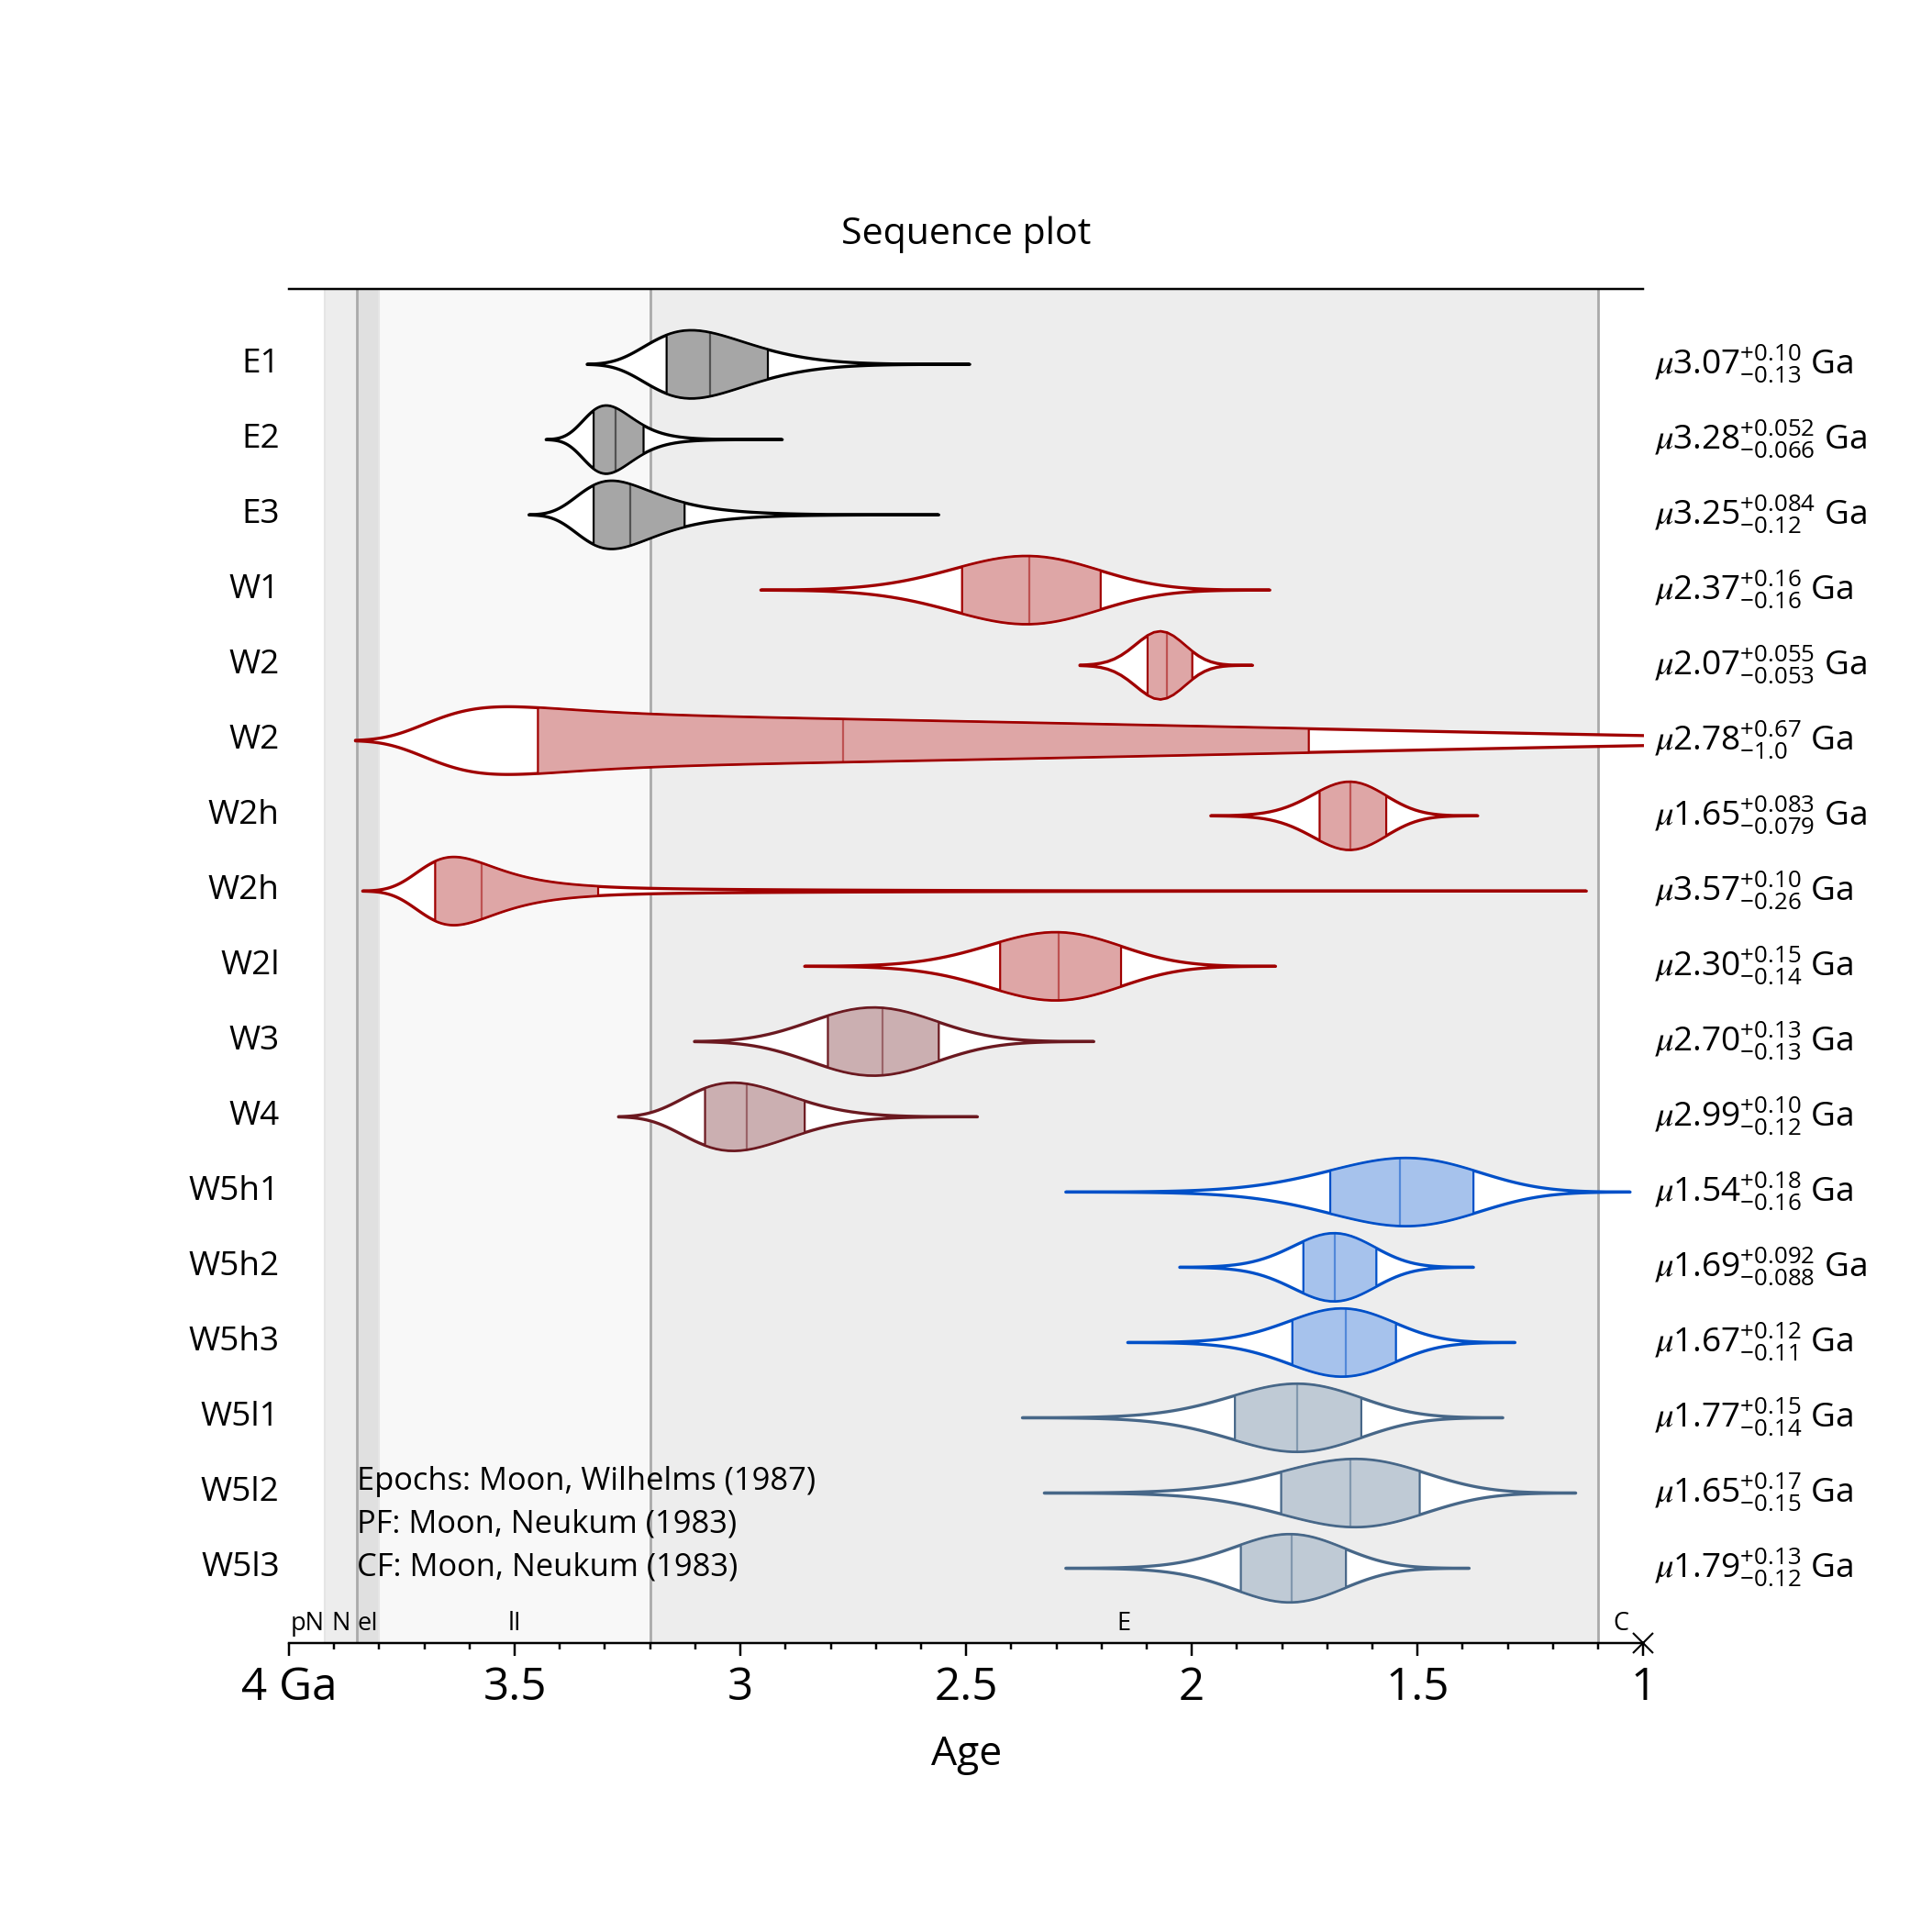 Sequence plot
E1 μ3.07 +0.10 −0.13 Ga
E2 μ3.28 +0.052 −0.066 Ga
E3 μ3.25 +0.084 −0.12 Ga
W1 μ2.37 +0.16 −0.16 Ga
W2 μ2.07 +0.055 −0.053 Ga
W2 μ2.78 +0.67 −1.0 Ga
W2h μ1.65 +0.083 −0.079 Ga
W2h μ3.57 +0.10 −0.26 Ga
W2l μ2.30 +0.15 −0.14 Ga
W3 μ2.70 +0.13 −0.13 Ga
W4 μ2.99 +0.10 −0.12 Ga
W5h1 μ1.54 +0.18 −0.16 Ga
W5h2 μ1.69 +0.092 −0.088 Ga
W5h3 μ1.67 +0.12 −0.11 Ga
W5l1 μ1.77 +0.15 −0.14 Ga
W5l2 μ1.65 +0.17 −0.15 Ga
W5l3 μ1.79 +0.13 −0.12 Ga
Epochs: Moon, Wilhelms (1987)
PF: Moon, Neukum (1983)
CF: Moon, Neukum (1983)
pN N eI lI E C
4 Ga 3.5 3 2.5 2 1.5 1
Age